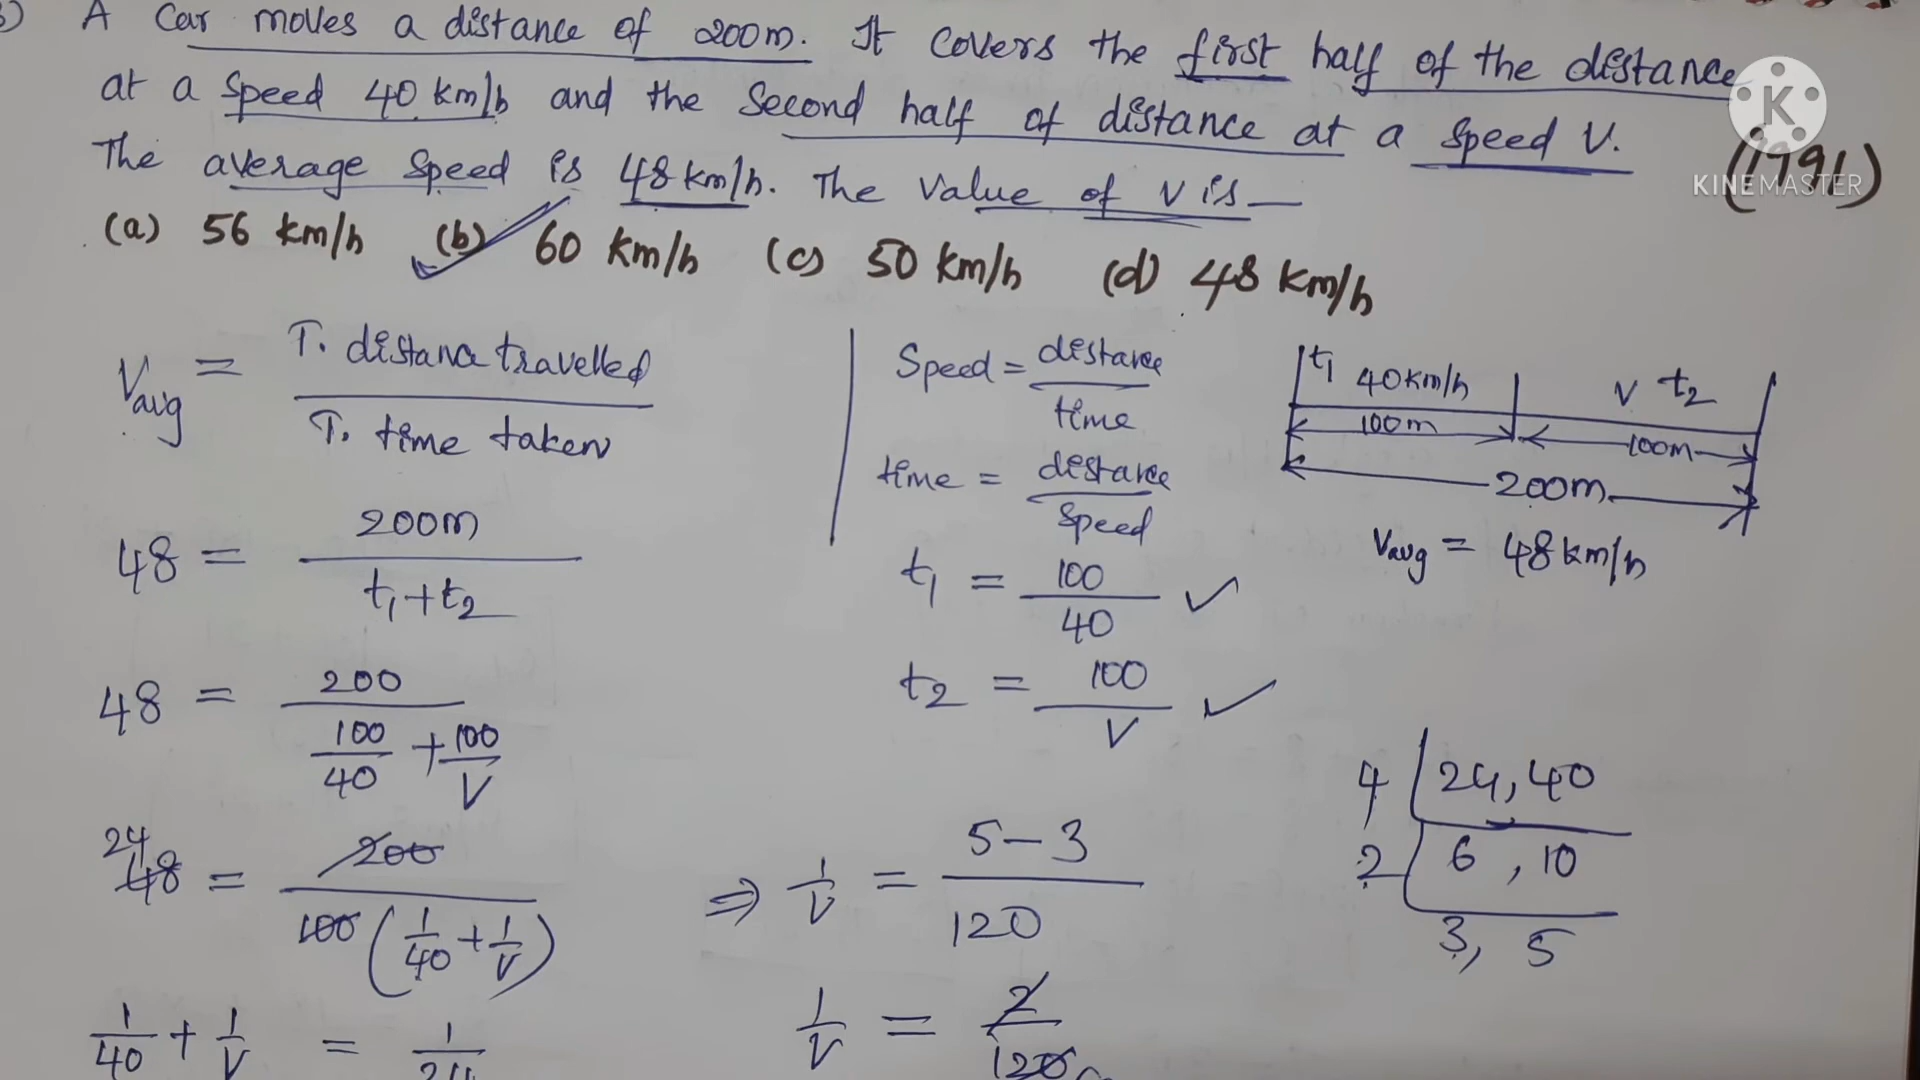 3) A Car moves a distance of 200m. It covers the first half of the distance
at a speed 40 km/h and the second half of distance at a speed V.
The average speed is 48 km/h. The value of V is —
(1991)
K
KINEMASTER
(a) 56 km/h (b) 60 km/h (c) 50 km/h (d) 48 km/h
Vavg = T. distance travelled / T. time taken
48 = 200m / t1+t2
48 = 200 / 100/40 + 100/V
24
48 = 200 / 100 (1/40 + 1/V)
1/40 + 1/V = 1/24
Speed = distance / time
time = distance / speed
t1 = 100/40 ✓
t2 = 100/V ✓
⇒ 1/V = 5-3 / 120
1/V = 2/120
t1 40km/h V t2
100m 100m
200m
Vavg = 48 km/h
4 | 24, 40
2 | 6, 10
3, 5